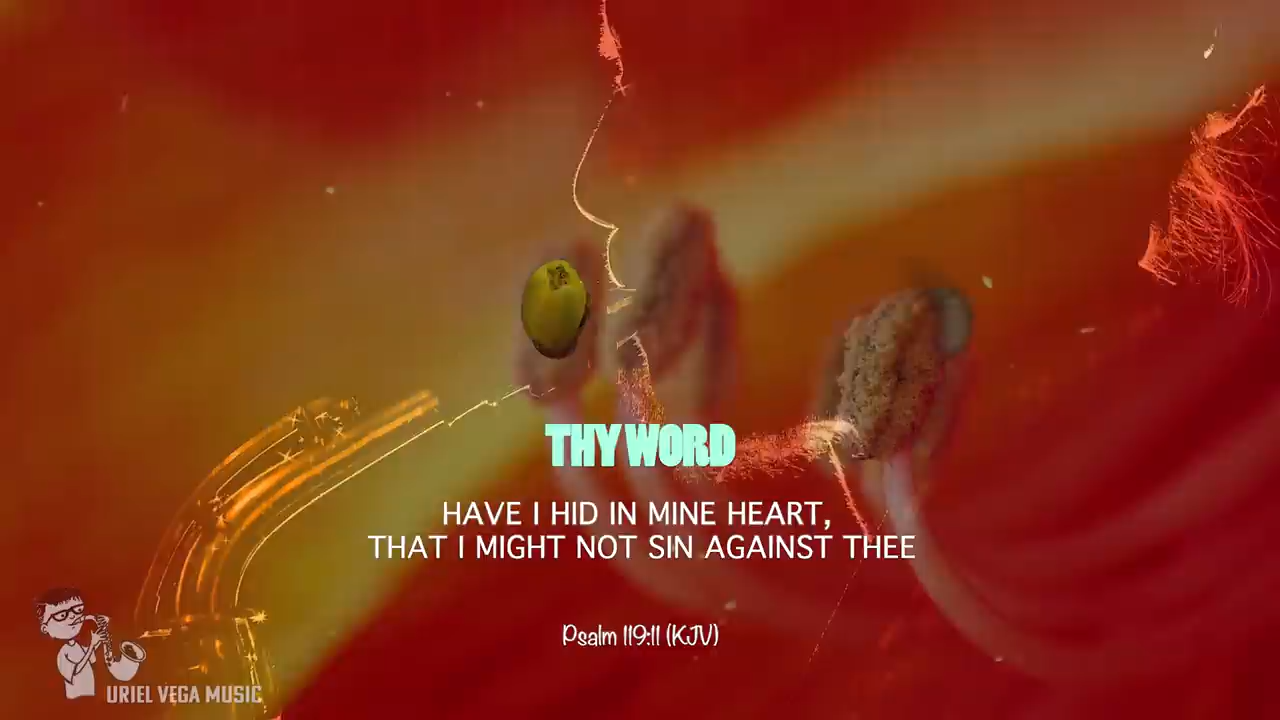 THY WORD
HAVE I HID IN MINE HEART,
THAT I MIGHT NOT SIN AGAINST THEE
Psalm 119:11 (KJV)
URIEL VEGA MUSIC